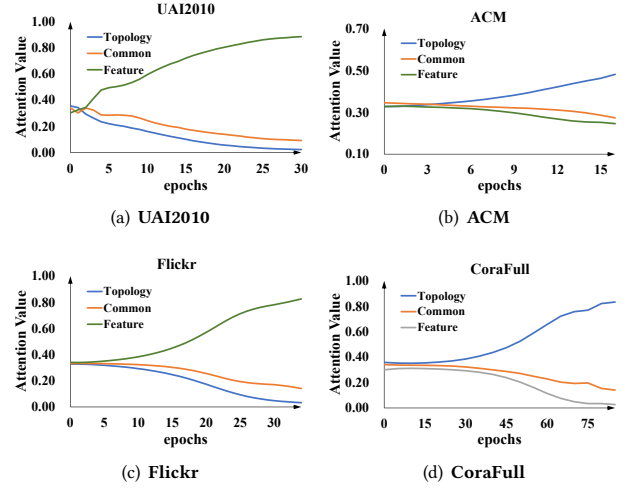 UAI2010
Attention Value
1.00
0.80
0.60
0.40
0.20
0.00
Topology
Common
Feature
0 5 10 15 20 25 30
epochs
(a) UAI2010
ACM
Attention Value
0.70
0.50
0.30
0.10
Topology
Common
Feature
0 3 6 9 12 15
epochs
(b) ACM
Flickr
Attention Value
1.00
0.80
0.60
0.40
0.20
0.00
Topology
Common
Feature
0 5 10 15 20 25 30
epochs
(c) Flickr
CoraFull
Attention Value
1.00
0.80
0.60
0.40
0.20
0.00
Topology
Common
Feature
0 15 30 45 60 75
epochs
(d) CoraFull